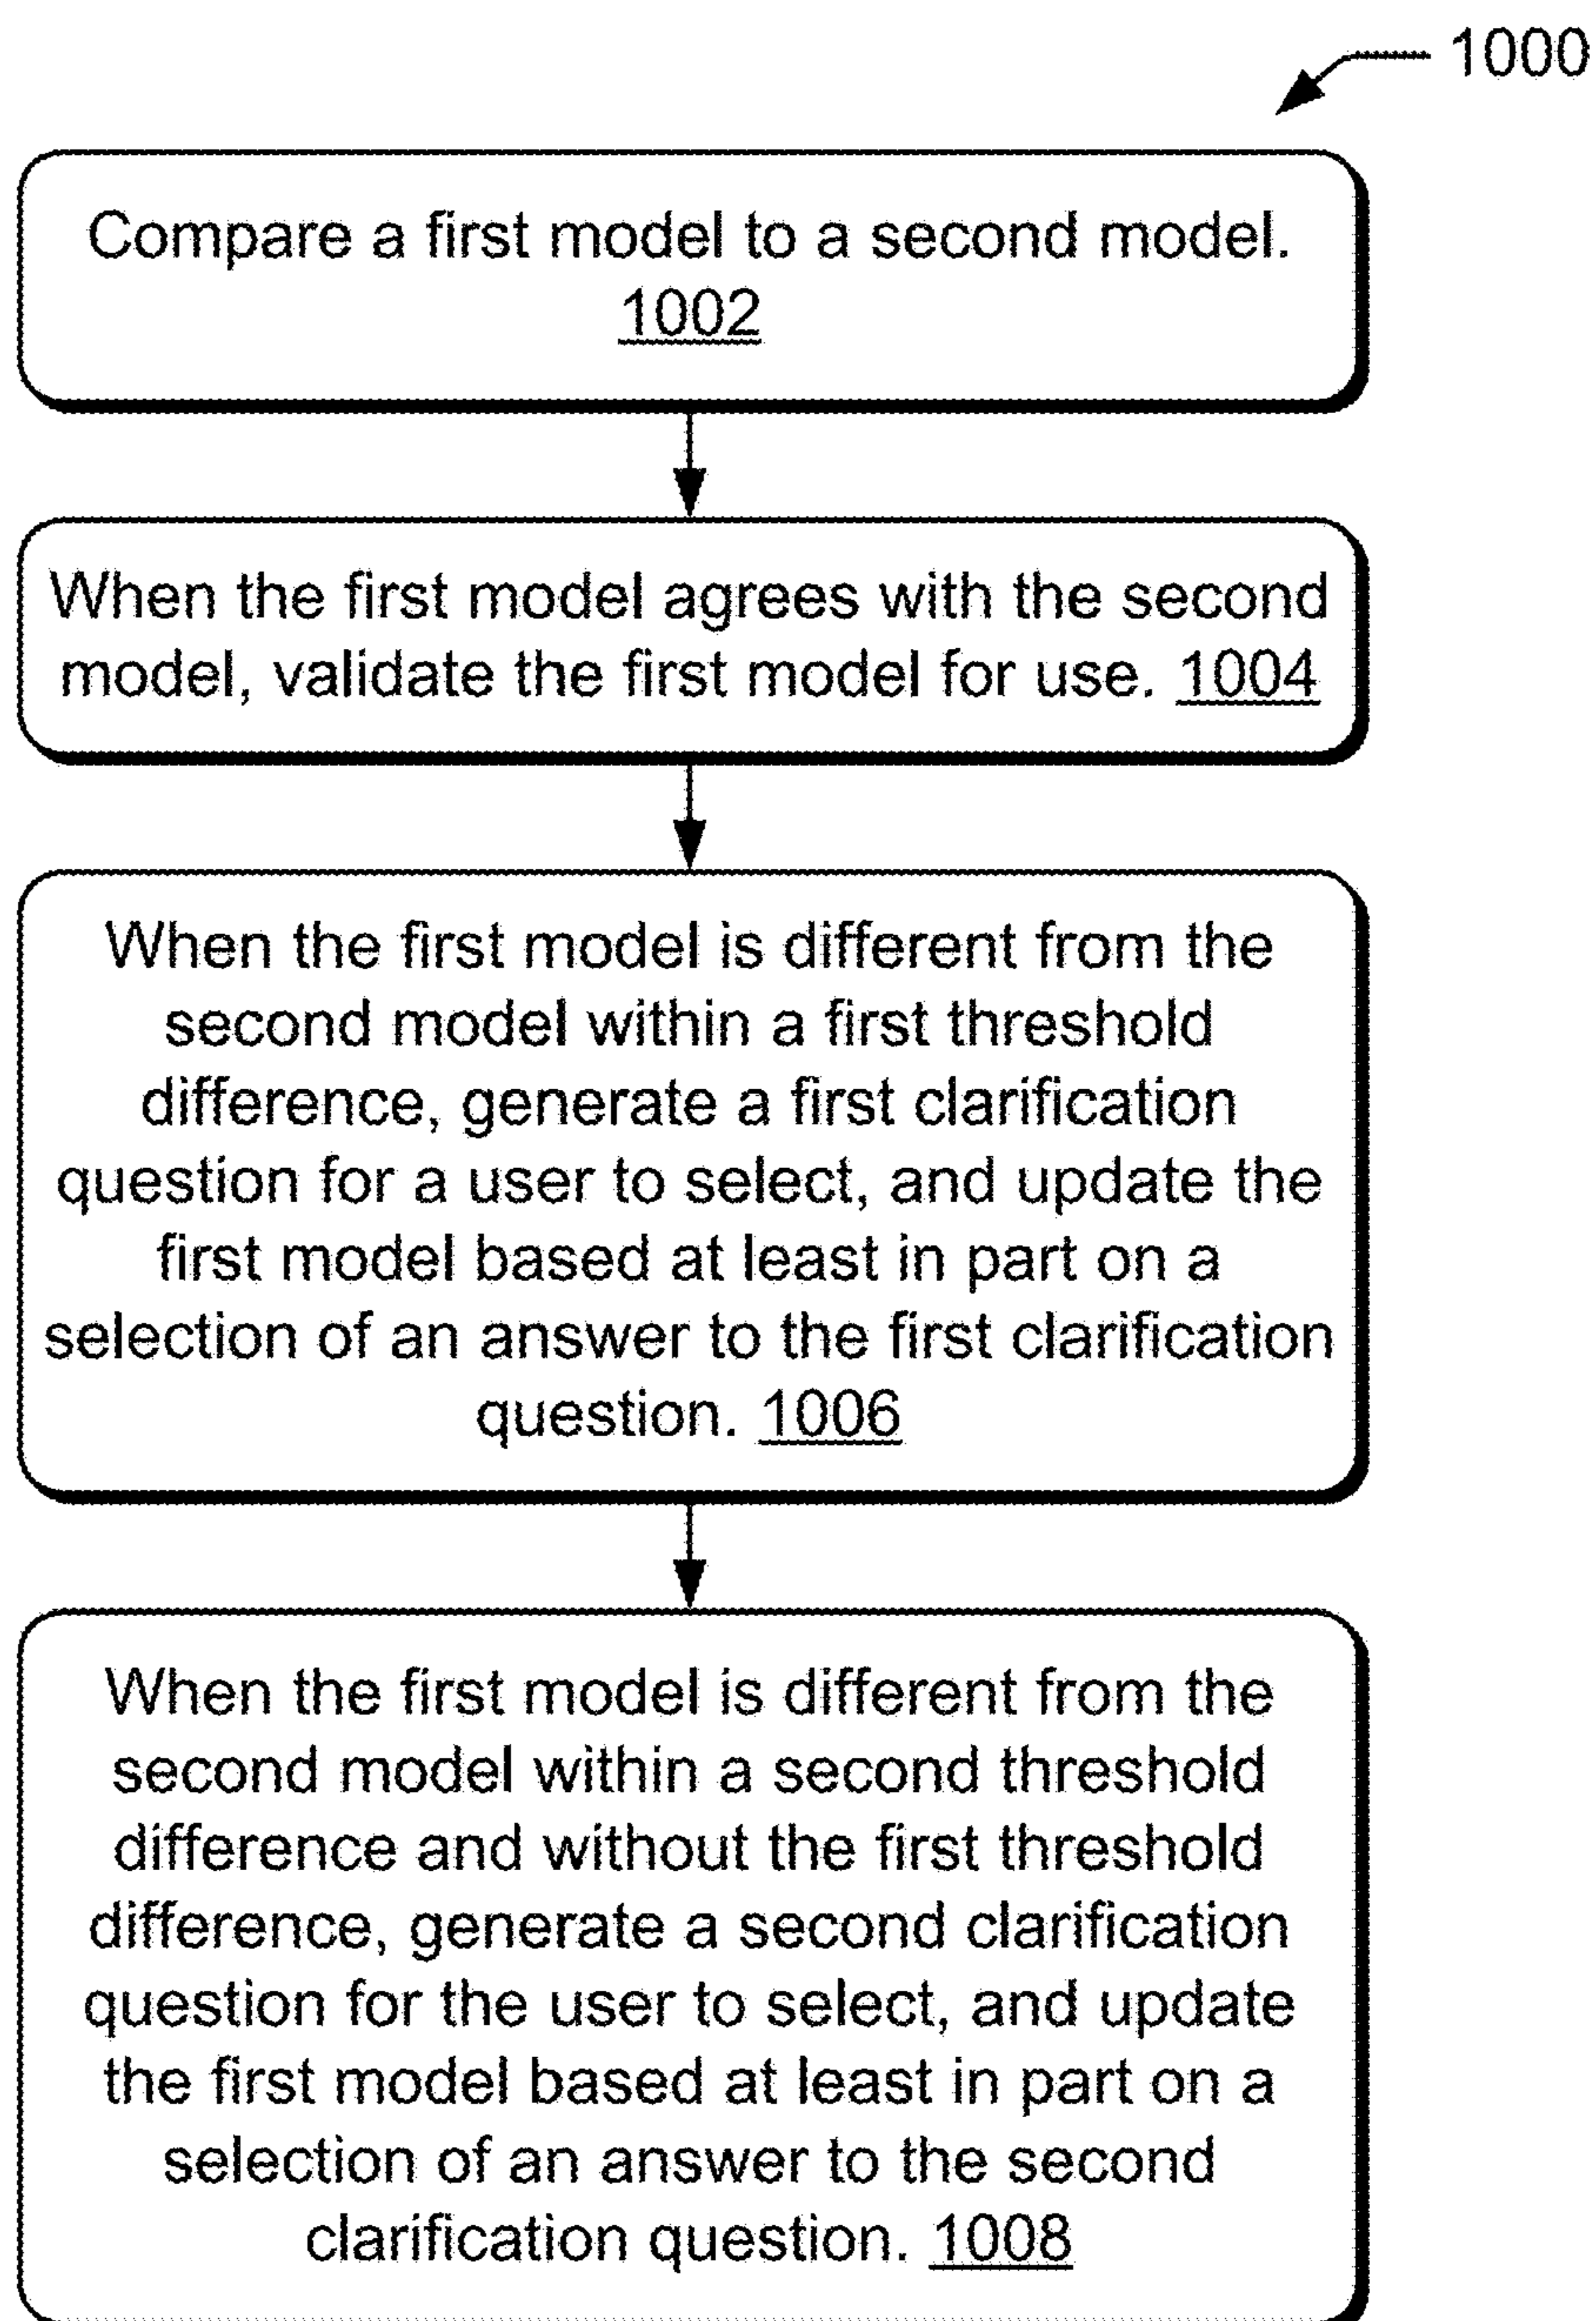 1000
Compare a first model to a second model.
1002
When the first model agrees with the second
model, validate the first model for use. 1004
When the first model is different from the
second model within a first threshold
difference, generate a first clarification
question for a user to select, and update the
first model based at least in part on a
selection of an answer to the first clarification
question. 1006
When the first model is different from the
second model within a second threshold
difference and without the first threshold
difference, generate a second clarification
question for the user to select, and update
the first model based at least in part on a
selection of an answer to the second
clarification question. 1008